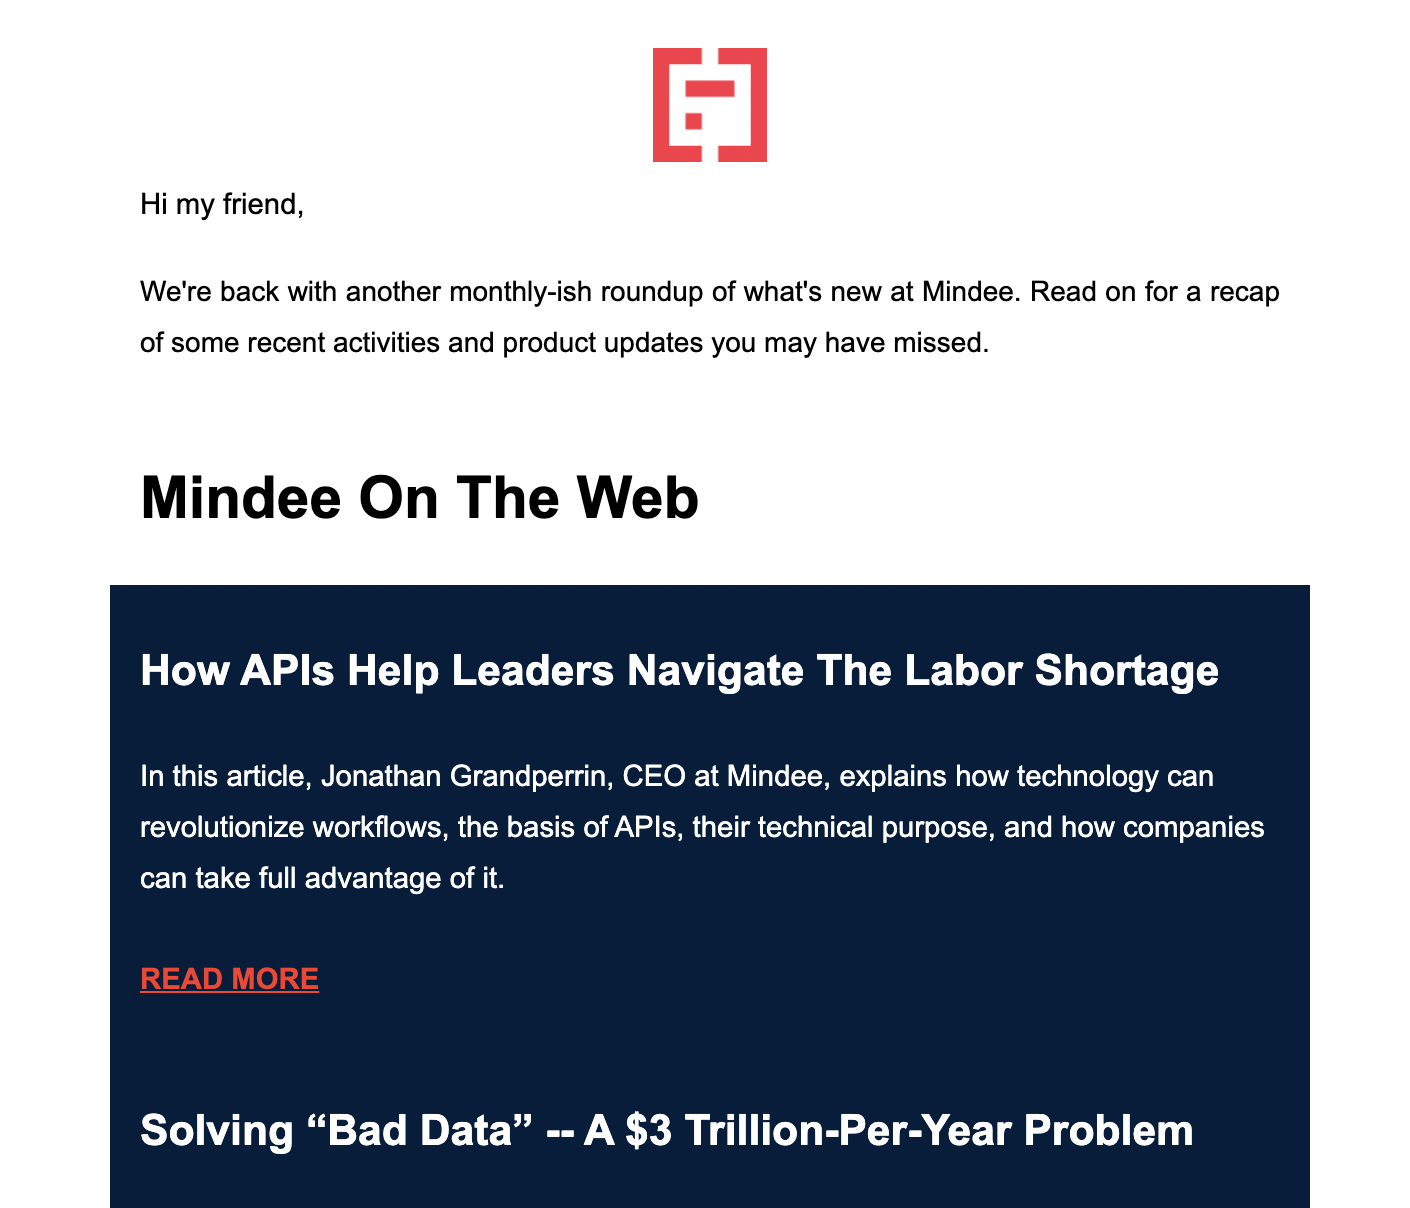 Hi my friend,
We're back with another monthly-ish roundup of what's new at Mindee. Read on for a recap
of some recent activities and product updates you may have missed.
Mindee On The Web
How APIs Help Leaders Navigate The Labor Shortage
In this article, Jonathan Grandperrin, CEO at Mindee, explains how technology can
revolutionize workflows, the basis of APIs, their technical purpose, and how companies
can take full advantage of it.
READ MORE
Solving “Bad Data” -- A $3 Trillion-Per-Year Problem